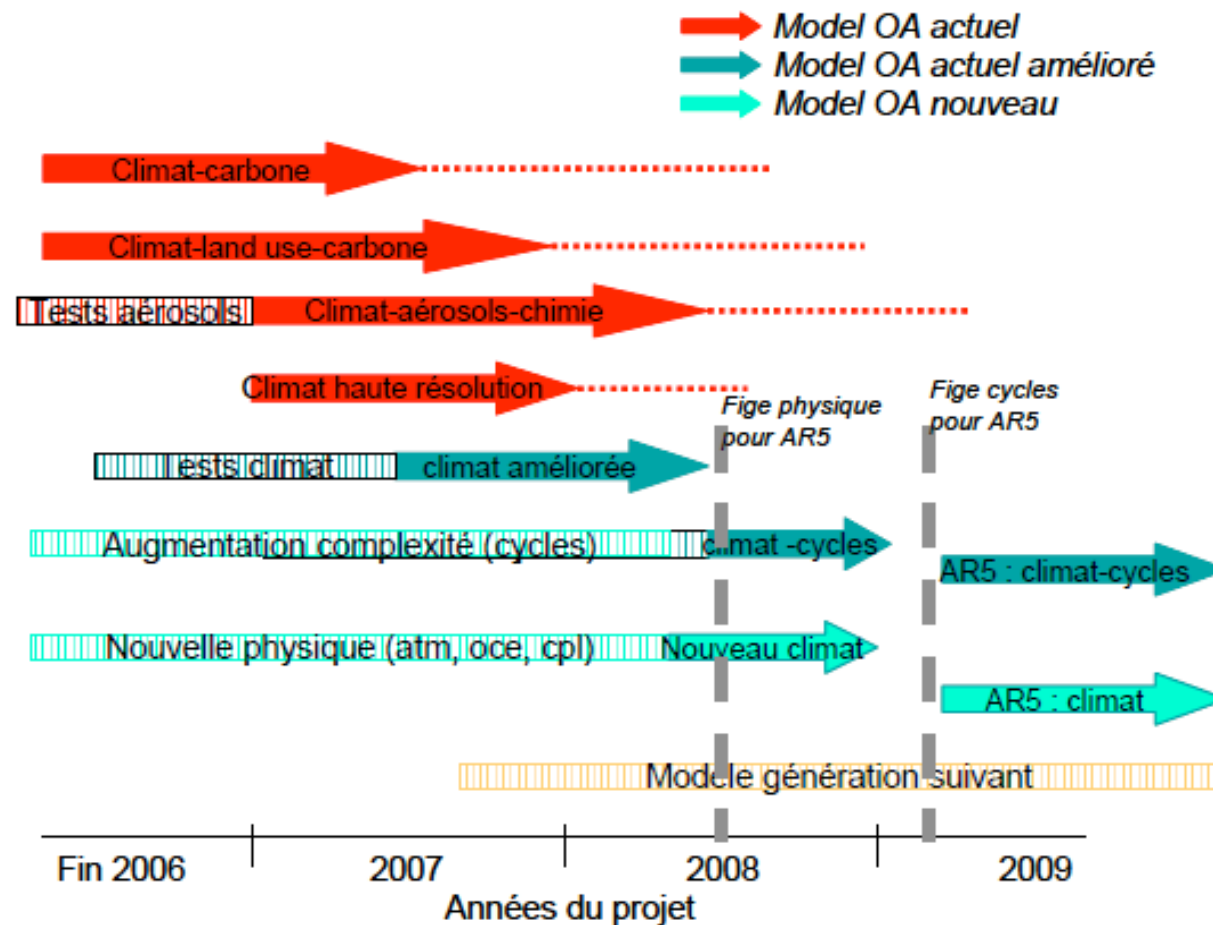 Model OA actuel
Model OA actuel amélioré
Model OA nouveau
Climat-carbone
Climat-land use-carbone
Tests aérosols
Climat-aérosols-chimie
Climat haute résolution
Fige physique
pour AR5
Fige cycles
pour AR5
Tests climat
climat améliorée
Augmentation complexité (cycles)
climat -cycles
AR5 : climat-cycles
Nouvelle physique (atm, oce, cpl)
Nouveau climat
AR5 : climat
Modèle génération suivant
Fin 2006
2007
2008
2009
Années du projet